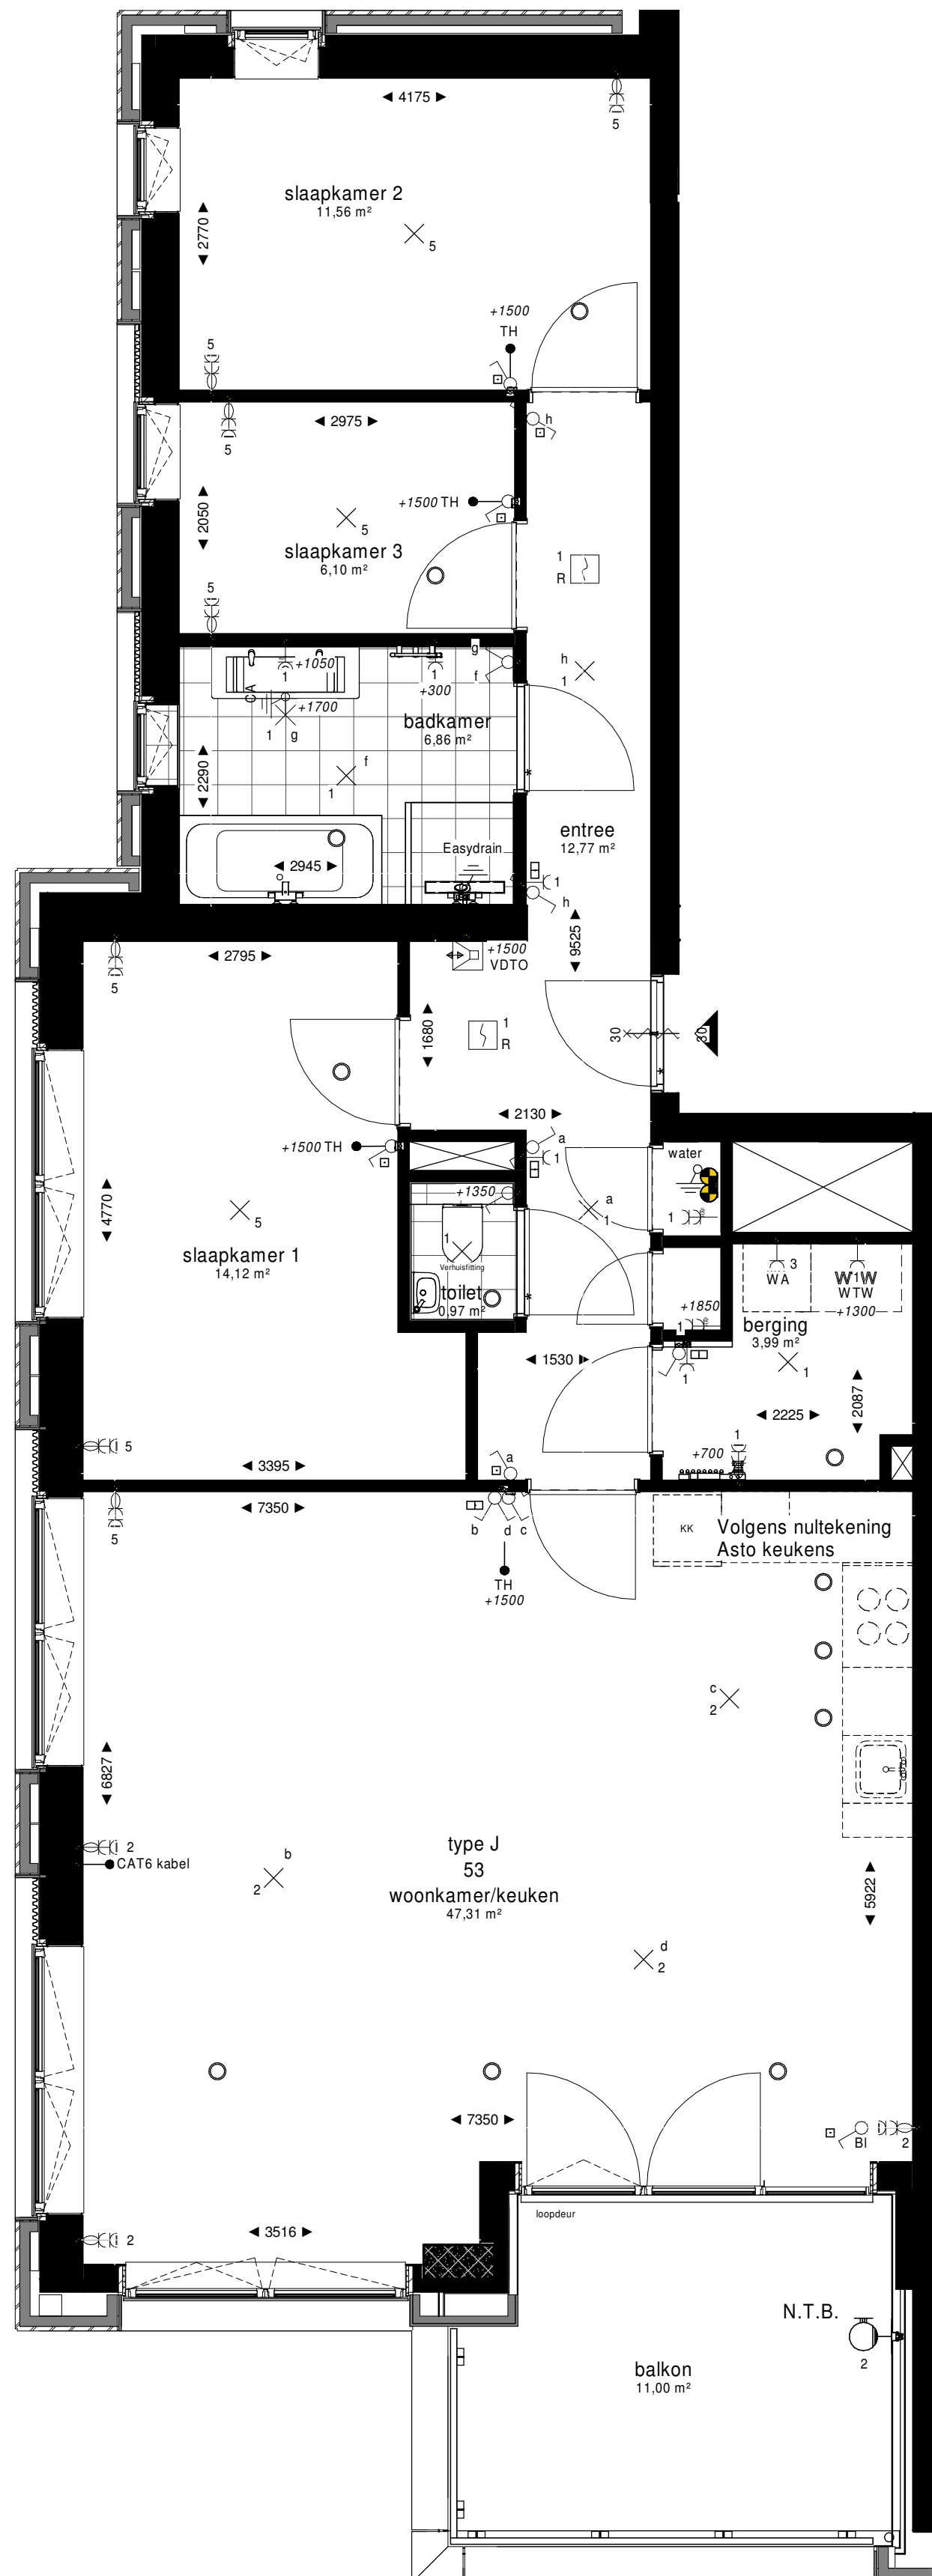 4175
5
slaapkamer 2
11,56 m²
2770
5
+1500
TH
5
2975
5
h
+1500 TH
2050
5
slaapkamer 3
6,10 m²
1
R
5
g
f
+1050
1
1
+300
h
1
CA
+1700
1 g
badkamer
6,86 m²
f
1
2290
entree
12,77 m²
Easydrain
2945
1
h
9525
2795
+1500
VDTO
5
1680
1
R
30
30
2130
a
1
+1500 TH
water
1
+1350
a
1
4770
5
slaapkamer 1
14,12 m²
1
Verhuisfitting
toilet
0,97 m²
3
WA
W1W
WTW
+1300
+1850
1
berging
3,99 m²
1
1530
1
2225
2087
5
1
+700
3395
a
7350
5
b d c
TH
+1500
KK
Volgens nultekening
Asto keukens
c
2
6827
2
CAT6 kabel
type J
53
woonkamer/keuken
47,31 m²
b
2
5922
d
2
7350
BI
2
loopdeur
3516
2
N.T.B.
2
balkon
11,00 m²